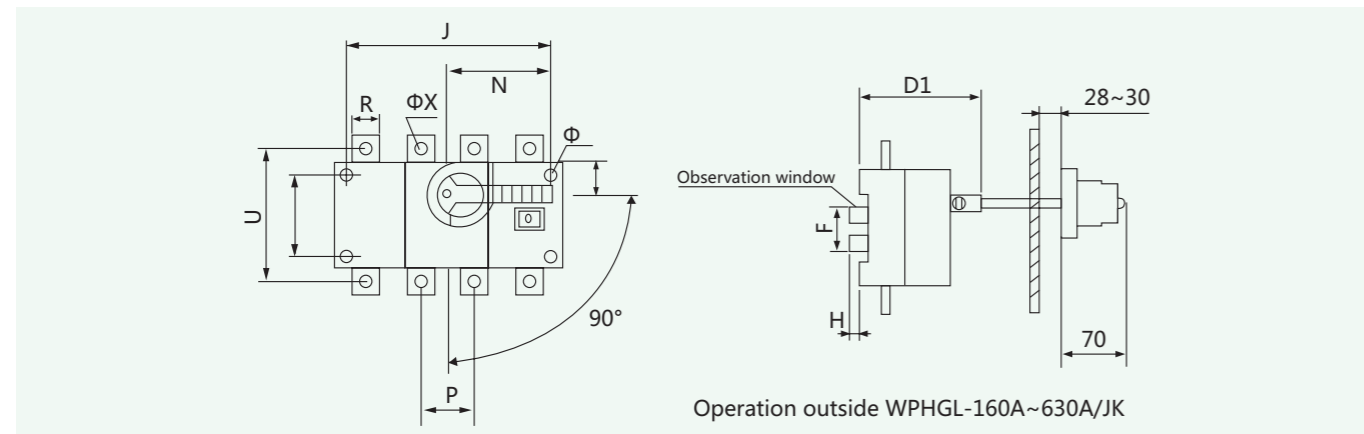 J
N
R
ΦX
Φ
U
0
90°
P
D1
28~30
Observation window
F
H
70
Operation outside WPHGL-160A~630A/JK